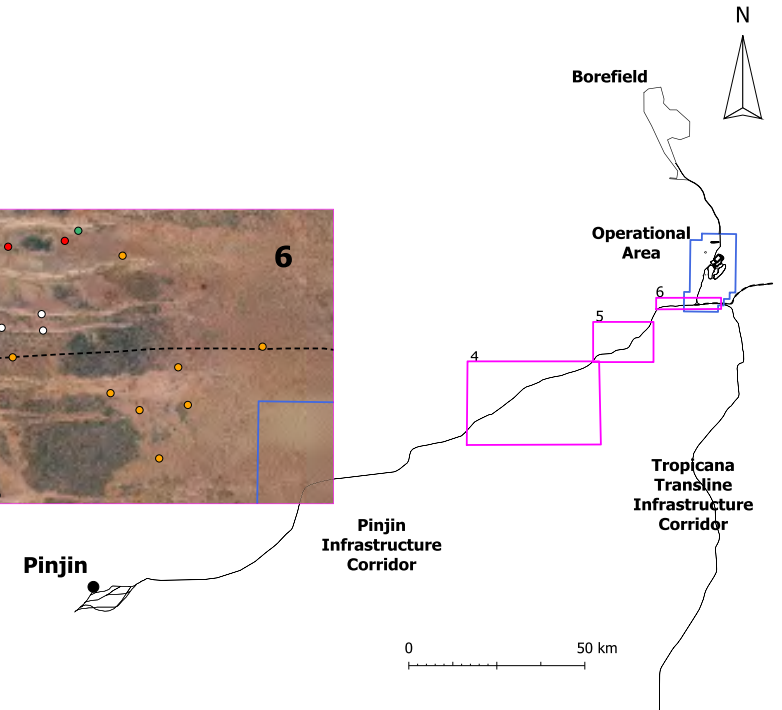 N
Borefield
Operational
Area
6
6
5
4
Tropicana
Transline
Infrastructure
Corridor
Pinjin
Infrastructure
Corridor
Pinjin
0 50 km